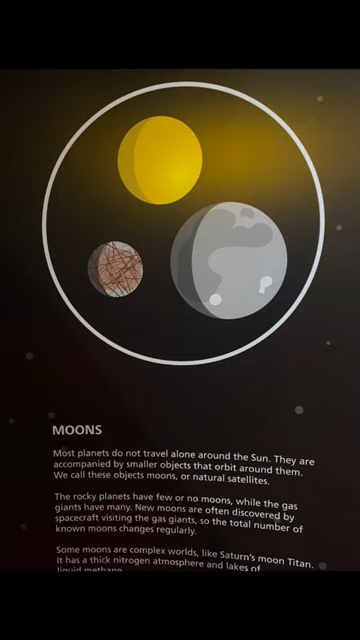 MOONS
Most planets do not travel alone around the Sun. They are
accompanied by smaller objects that orbit around them.
We call these objects moons, or natural satellites.
The rocky planets have few or no moons, while the gas
giants have many. New moons are often discovered by
spacecraft visiting the gas giants, so the total number of
known moons changes regularly.
Some moons are complex worlds, like Saturn's moon Titan.
It has a thick nitrogen atmosphere and lakes of
liquid methane